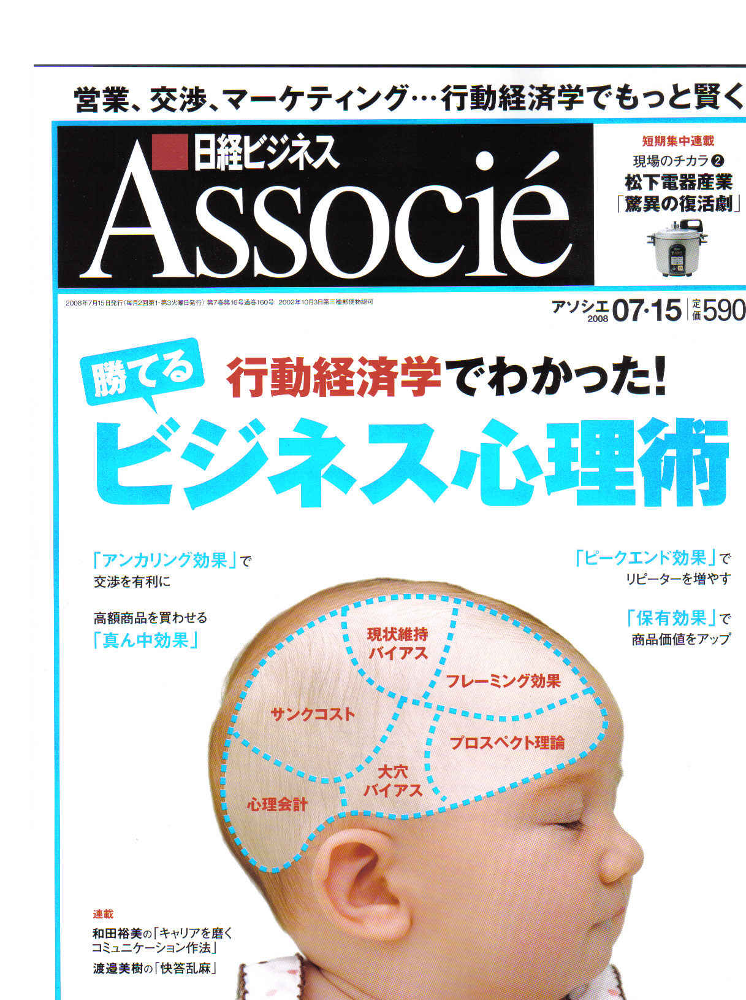 営業、交渉、マーケティング…行動経済学でもっと賢く
日経ビジネス
Associé
短期集中連載
現場のチカラ❷
松下電器産業
「驚異の復活劇」
2008年7月15日発行(毎月2回第1・第3火曜日発行) 第7巻第16号通巻160号 2002年10月3日第三種郵便物認可
アソシエ
2008
07・15
定価
590
勝てる
行動経済学でわかった!
ビジネス心理術
「アンカリング効果」で
交渉を有利に
高額商品を買わせる
「真ん中効果」
「ピークエンド効果」で
リピーターを増やす
「保有効果」で
商品価値をアップ
現状維持
バイアス
フレーミング効果
サンクコスト
プロスペクト理論
大穴
バイアス
心理会計
連載
和田裕美の「キャリアを磨く
コミュニケーション作法」
渡邉美樹の「快答乱麻」